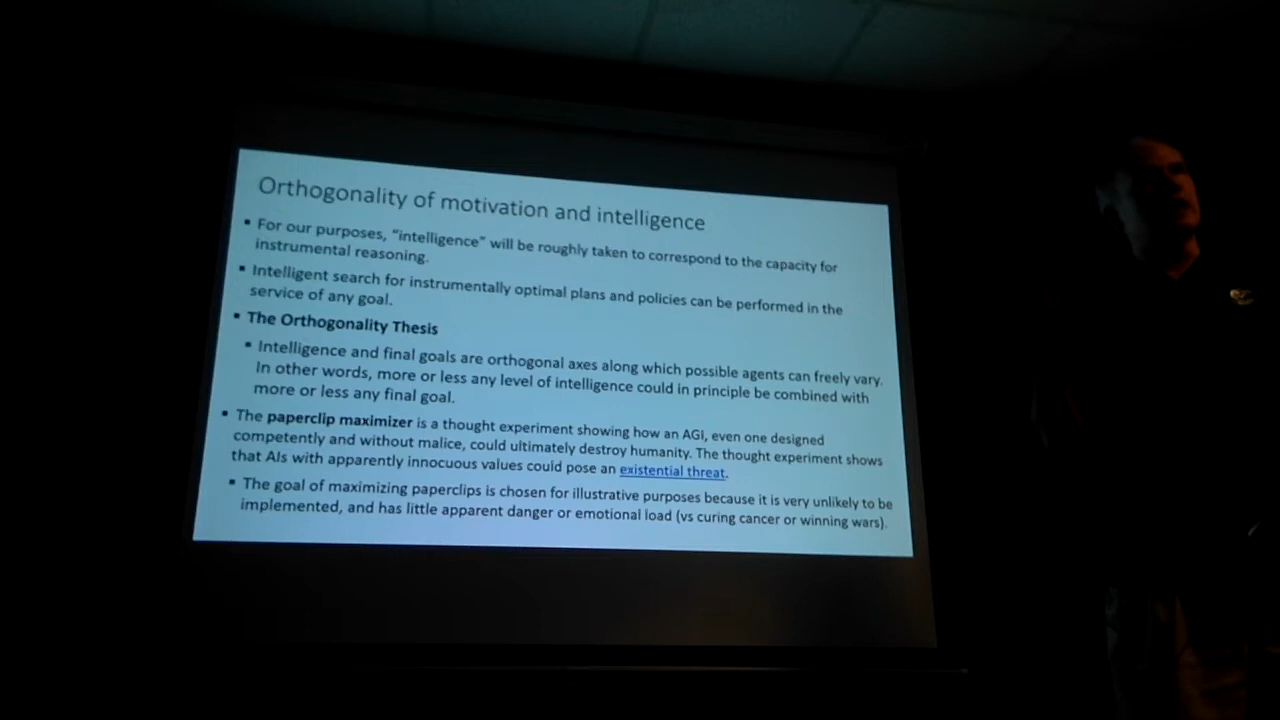 Orthogonality of motivation and intelligence
▪ For our purposes, “intelligence” will be roughly taken to correspond to the capacity for
instrumental reasoning.
▪ Intelligent search for instrumentally optimal plans and policies can be performed in the
service of any goal.
▪ The Orthogonality Thesis
▪ Intelligence and final goals are orthogonal axes along which possible agents can freely vary.
In other words, more or less any level of intelligence could in principle be combined with
more or less any final goal.
▪ The paperclip maximizer is a thought experiment showing how an AGI, even one designed
competently and without malice, could ultimately destroy humanity. The thought experiment shows
that AIs with apparently innocuous values could pose an existential threat.
▪ The goal of maximizing paperclips is chosen for illustrative purposes because it is very unlikely to be
implemented, and has little apparent danger or emotional load (vs curing cancer or winning wars).